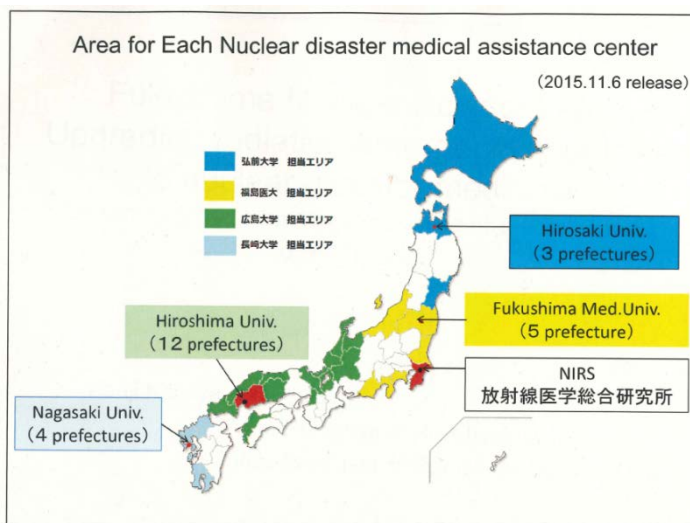 Area for Each Nuclear disaster medical assistance center
(2015.11.6 release)
弘前大学 担当エリア
福島医大 担当エリア
広島大学 担当エリア
長崎大学 担当エリア
Hirosaki Univ.
(3 prefectures)
Fukushima Med.Univ.
(5 prefecture)
Hiroshima Univ.
(12 prefectures)
NIRS
放射線医学総合研究所
Nagasaki Univ.
(4 prefectures)